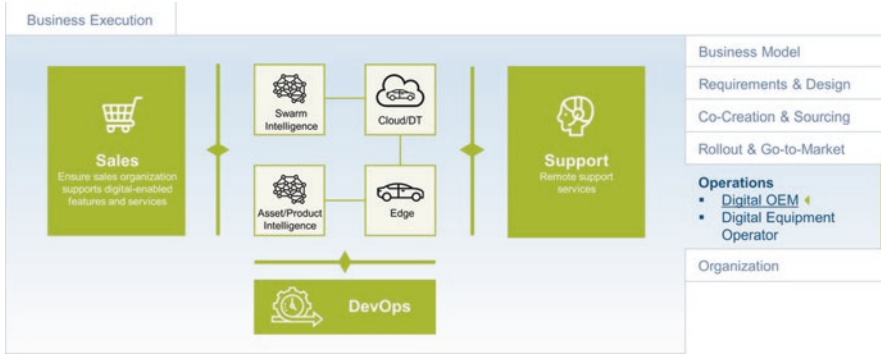 Business Execution
Sales
Ensure sales organization
supports digital-enabled
features and services
Swarm
Intelligence
Cloud/DT
Asset/Product
Intelligence
Edge
DevOps
Support
Remote support
services
Business Model
Requirements & Design
Co-Creation & Sourcing
Rollout & Go-to-Market
Operations
▪ Digital OEM
▪ Digital Equipment
Operator
Organization